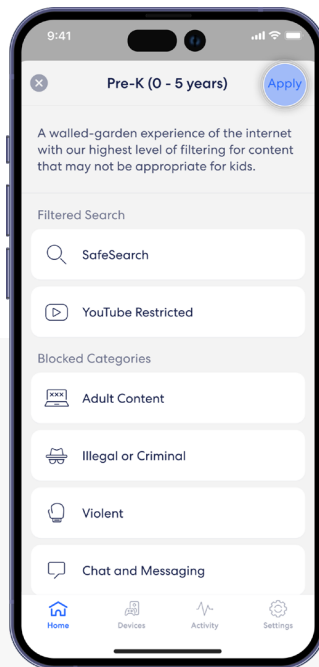 9:41
Pre-K (0 - 5 years)
Apply
A walled-garden experience of the internet
with our highest level of filtering for content
that may not be appropriate for kids.
Filtered Search
SafeSearch
YouTube Restricted
Blocked Categories
XXX
Adult Content
Illegal or Criminal
Violent
Chat and Messaging
Home
Devices
Activity
Settings